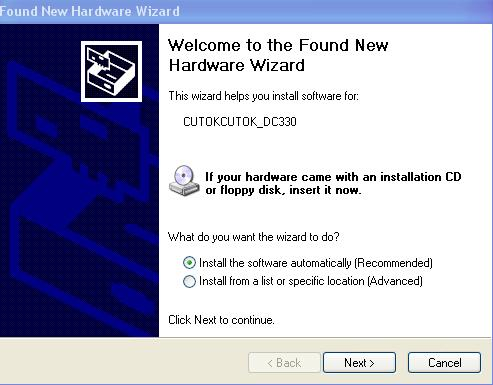 Found New Hardware Wizard
Welcome to the Found New
Hardware Wizard
This wizard helps you install software for:
CUTOKCUTOK_DC330
If your hardware came with an installation CD
or floppy disk, insert it now.
What do you want the wizard to do?
Install the software automatically (Recommended)
Install from a list or specific location (Advanced)
Click Next to continue.
< Back
Next >
Cancel